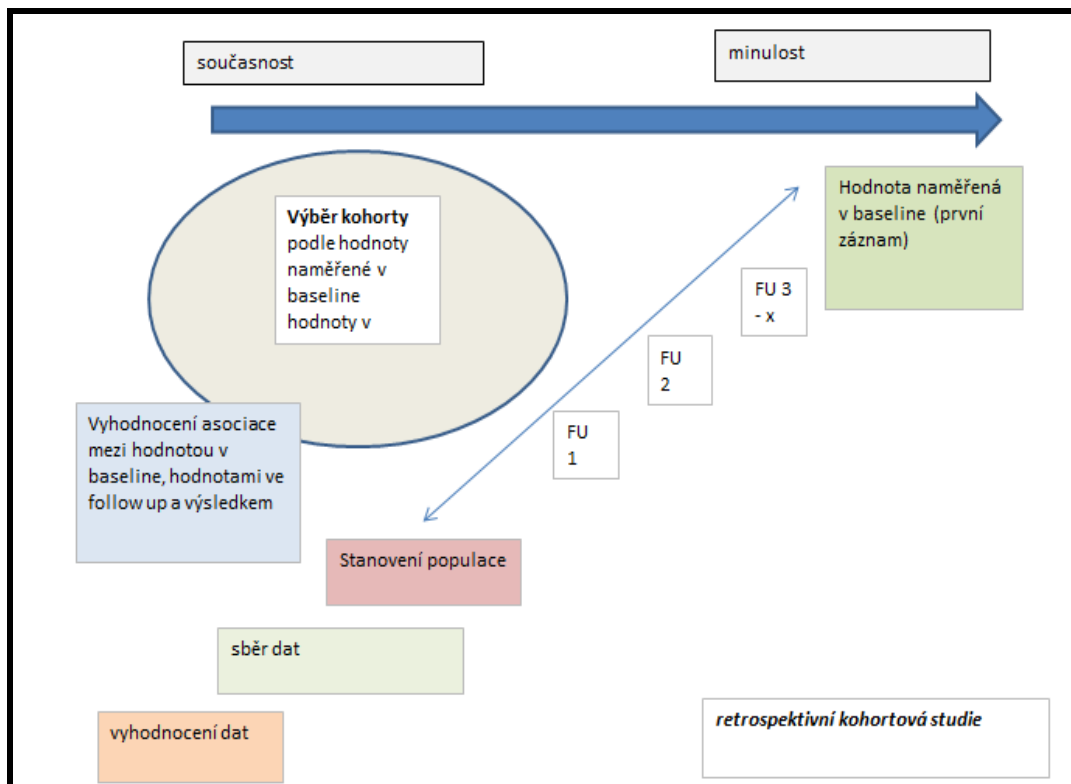 současnost
minulost
Výběr kohorty
podle hodnoty
naměřené v
baseline
hodnoty v
Hodnota naměřená
v baseline (první
záznam)
FU 3
- x
FU
2
FU
1
Vyhodnocení asociace
mezi hodnotou v
baseline, hodnotami ve
follow up a výsledkem
Stanovení populace
sběr dat
vyhodnocení dat
retrospektivní kohortová studie